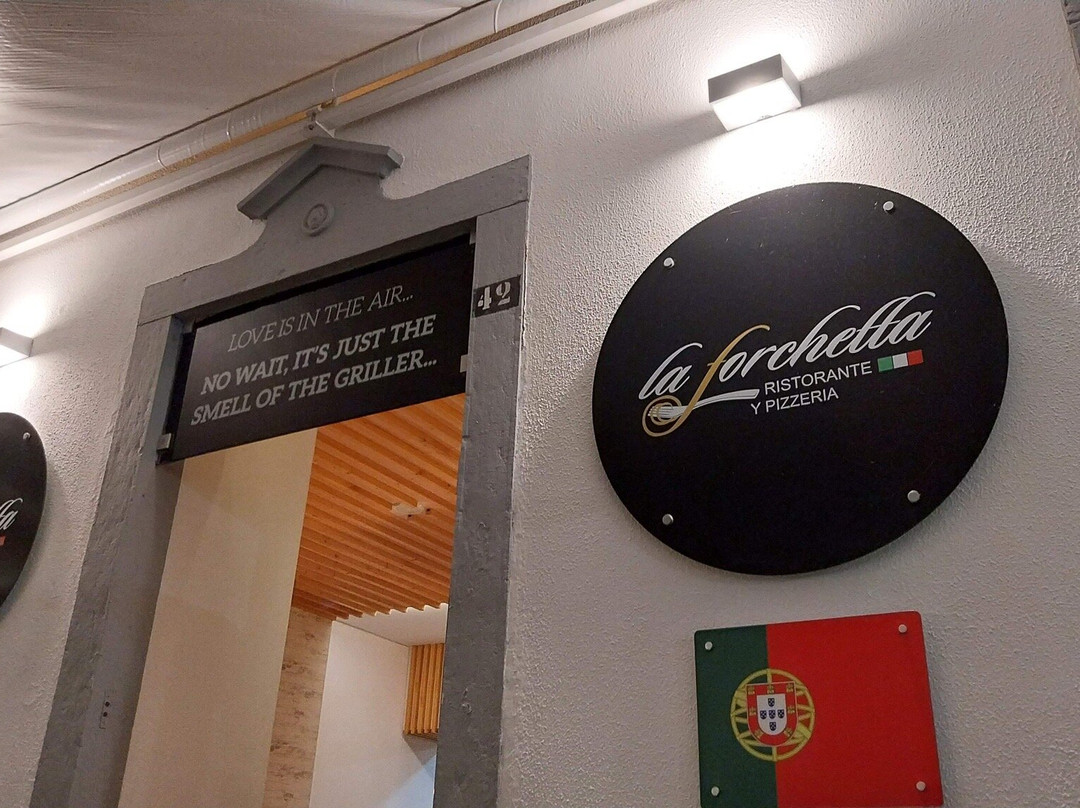 LOVE IS IN THE AIR...
NO WAIT, IT'S JUST THE
SMELL OF THE GRILLER...
42
la forchetta
RISTORANTE
Y PIZZERIA